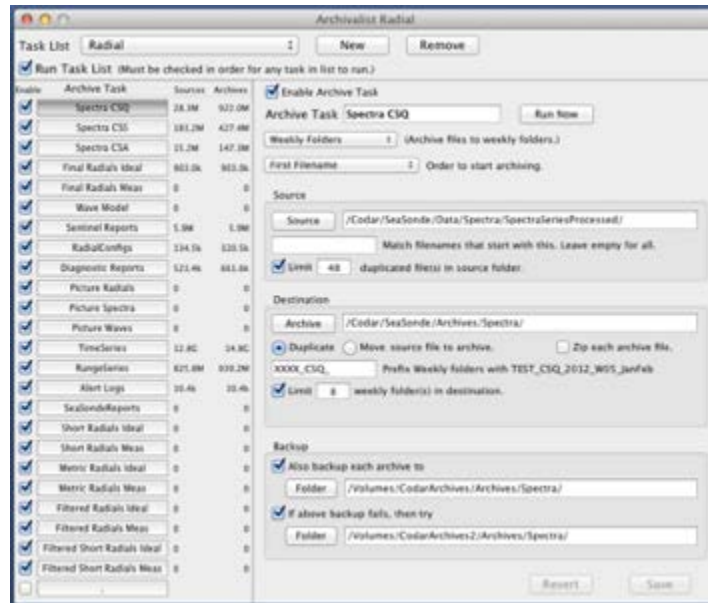 Archivalist Radial
Task List Radial New Remove
Run Task List (Must be checked in order for any task in list to run.)
Enable Archive Task Sources Archives
Spectra CSQ 28.3M 922.0M
Spectra CSS 427.4M
Spectra CSA 15.2M 147.3M
Final Radials Ideal 903.0k 903.0k
Final Radials Meas 0 0
Wave Model 0 0
Sentinel Reports 5.9M 5.9M
RadialConfigs
Diagnostic Reports
Picture Radials 0 0
Picture Spectra 0 0
Picture Waves 0 0
TimeSeries 12.8G 14.8G
RangeSeries
Alert Logs
SeaSondeReports 0 0
Short Radials Ideal 0 0
Short Radials Meas 0 0
Metric Radials Ideal 0 0
Metric Radials Meas 0 0
Filtered Radials Ideal 0 0
Filtered Radials Meas 0 0
Filtered Short Radials Ideal 0 0
Filtered Short Radials Meas 0 0
Enable Archive Task
Archive Task Spectra CSQ Run Now
Weekly Folders (Archive files to weekly folders.)
First Filename Order to start archiving.
Source
Source /Codar/SeaSonde/Data/Spectra/SpectraSeriesProcessed/
Match filenames that start with this. Leave empty for all.
Limit 48 duplicated file(s) in source folder.
Destination
Archive /Codar/SeaSonde/Archives/Spectra/
Duplicate Move source file to archive. Zip each archive file.
XXXX_CSQ_ Prefix Weekly folders with TEST_CSQ_2012_W05_JanFeb
Limit 8 weekly folder(s) in destination.
Backup
Also backup each archive to
Folder /Volumes/CodarArchives/Archives/Spectra/
If above backup fails, then try
Folder /Volumes/CodarArchives2/Archives/Spectra/
Revert Save